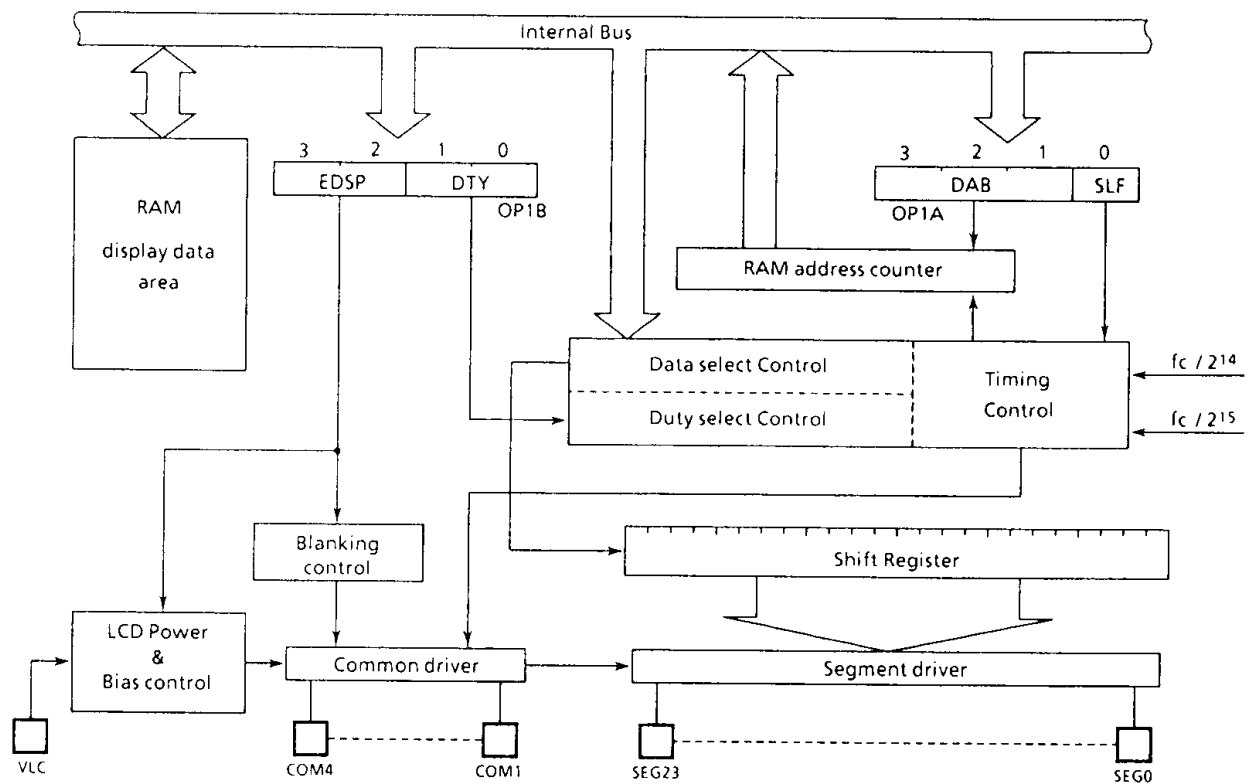 Internal Bus
3 2 1 0
EDSP DTY
OP1B
3 2 1 0
DAB SLF
OP1A
RAM
display data
area
RAM address counter
Data select Control
Duty select Control
Timing
Control
fc / 2¹⁴
fc / 2¹⁵
Blanking
control
Shift Register
LCD Power
&
Bias control
Common driver
Segment driver
VLC
COM4
COM1
SEG23
SEG0